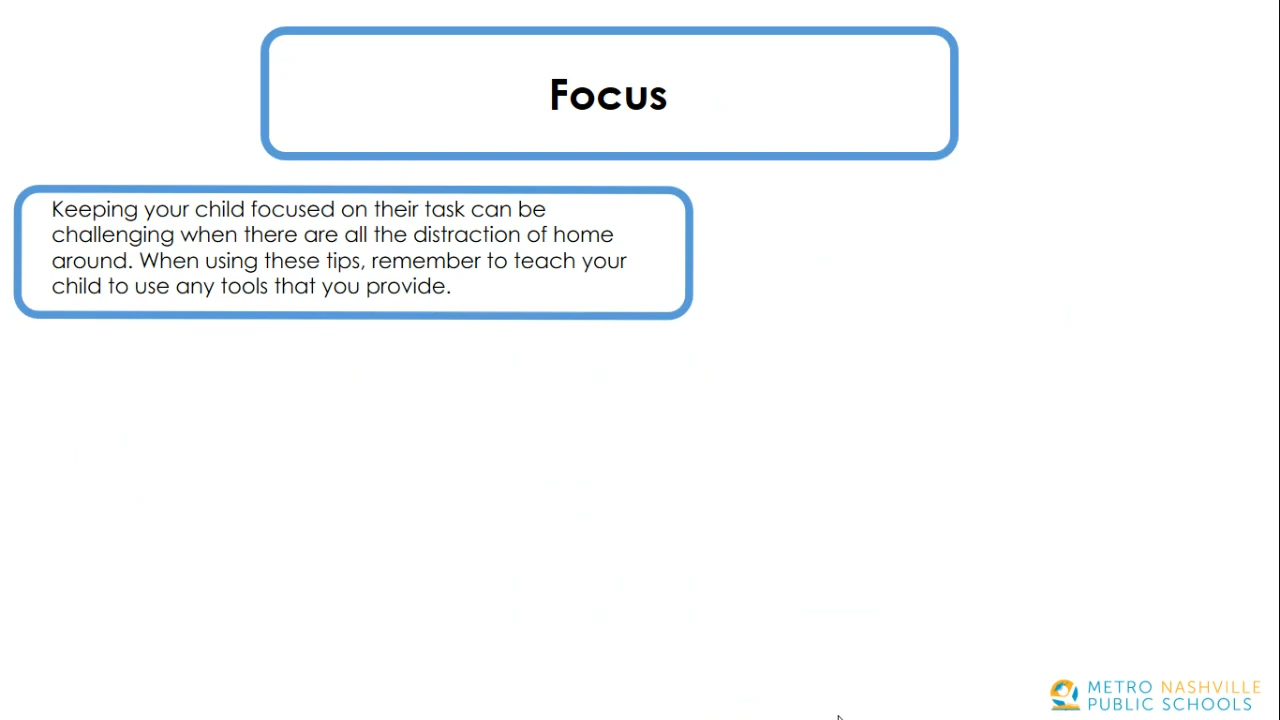 Focus
Keeping your child focused on their task can be
challenging when there are all the distraction of home
around. When using these tips, remember to teach your
child to use any tools that you provide.
METRO NASHVILLE
PUBLIC SCHOOLS